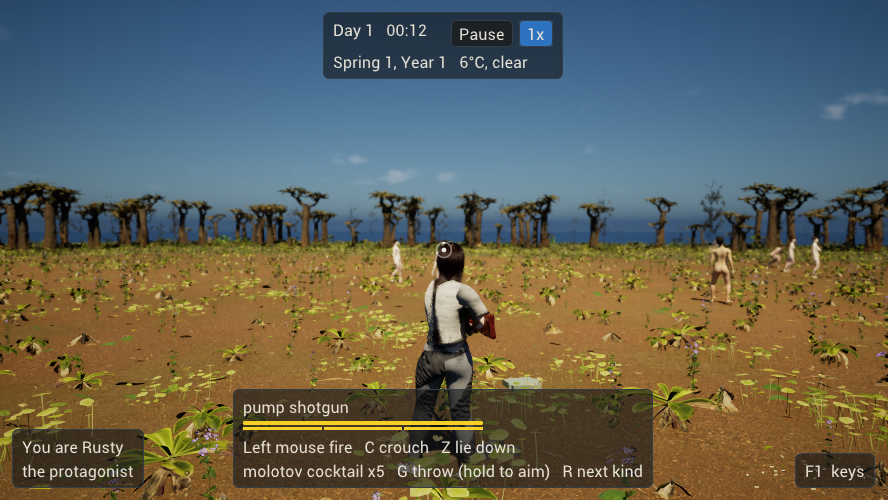 Day 1 00:12 Pause 1x
Spring 1, Year 1 6°C, clear
pump shotgun
Left mouse fire C crouch Z lie down
molotov cocktail x5 G throw (hold to aim) R next kind
You are Rusty
the protagonist
F1 keys